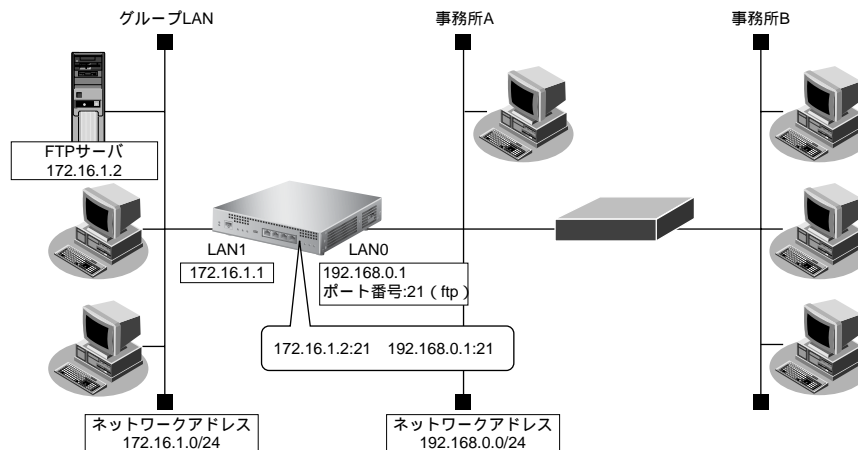 グループLAN
事務所A
事務所B
FTPサーバ
172.16.1.2
LAN1
172.16.1.1
LAN0
192.168.0.1
ポート番号:21（ftp）
172.16.1.2:21 192.168.0.1:21
ネットワークアドレス
172.16.1.0/24
ネットワークアドレス
192.168.0.0/24